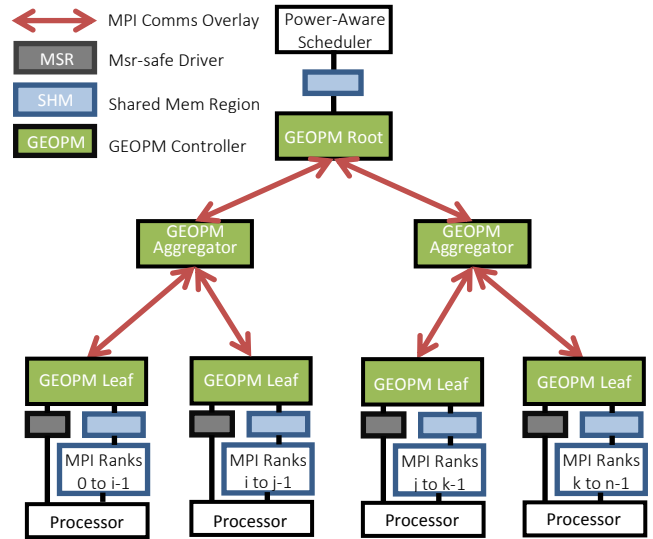 MPI Comms Overlay
MSR
Msr-safe Driver
SHM
Shared Mem Region
GEOPM
GEOPM Controller
Power-Aware
Scheduler
GEOPM Root
GEOPM
Aggregator
GEOPM
Aggregator
GEOPM Leaf
GEOPM Leaf
GEOPM Leaf
GEOPM Leaf
MPI Ranks
0 to i-1
MPI Ranks
i to j-1
MPI Ranks
j to k-1
MPI Ranks
k to n-1
Processor
Processor
Processor
Processor